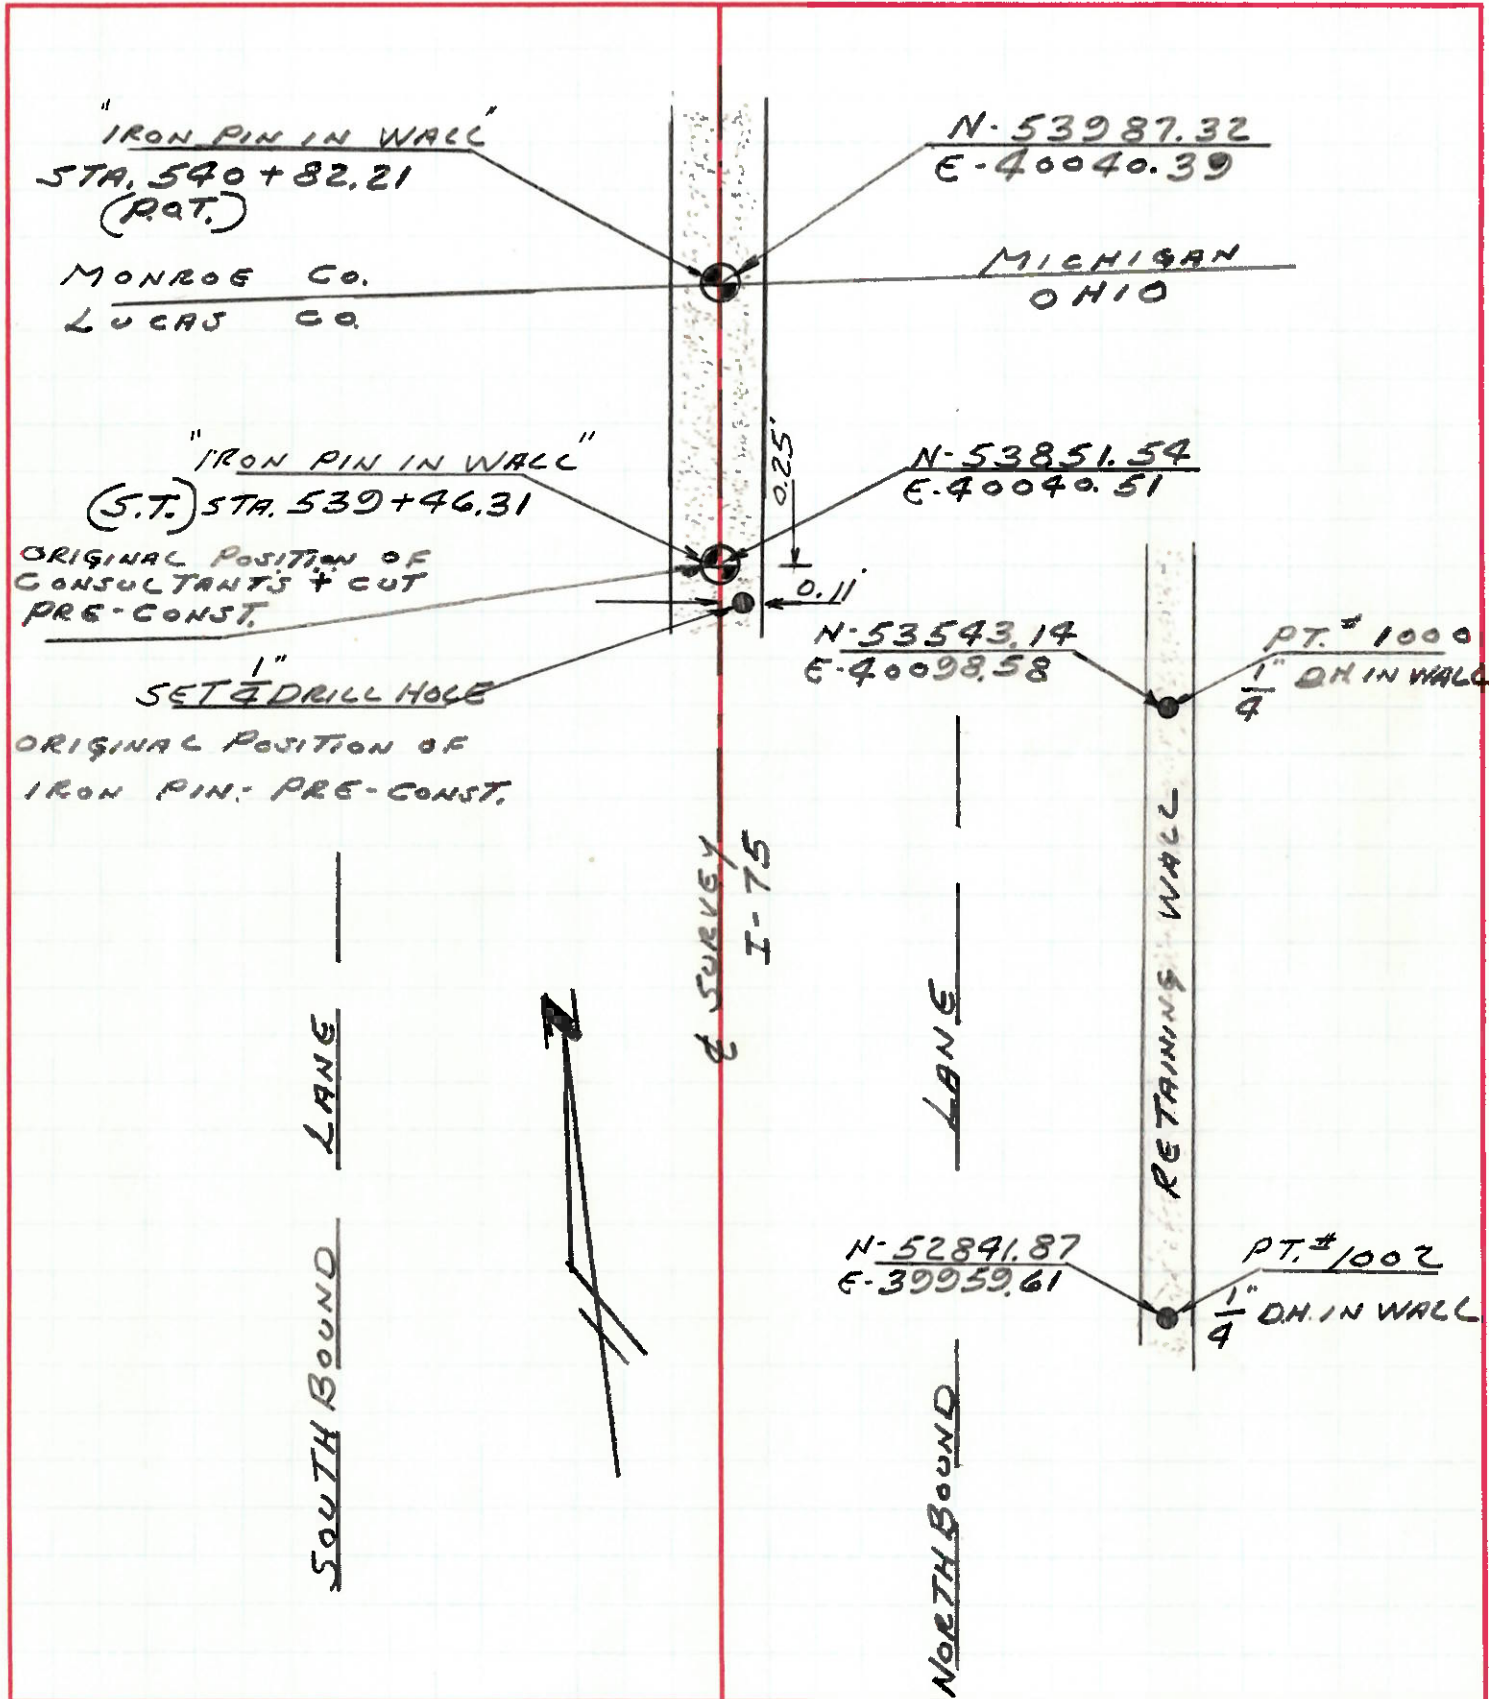 "IRON PIN IN WALL"
STA. 540 + 82.21
(P.O.T.)
N-53987.32
E-40040.39
MONROE CO.
LUCAS CO.
MICHIGAN
OHIO
"IRON PIN IN WALL"
(S.T.) STA. 539+46.31
N-53851.54
E-40040.51
0.25'
0.11'
ORIGINAL POSITION OF
CONSULTANTS + CUT
PRE-CONST.
SET 1/4" DRILL HOLE
ORIGINAL POSITION OF
IRON PIN - PRE-CONST.
N-53543.14
E-40098.58
PT. # 1000
1/4" D.H. IN WALL
℄ SURVEY
I-75
SOUTH BOUND LANE
N
NORTH BOUND LANE
RETAINING WALL
N-52841.87
E-39959.61
PT. # 1002
1/4" D.H. IN WALL